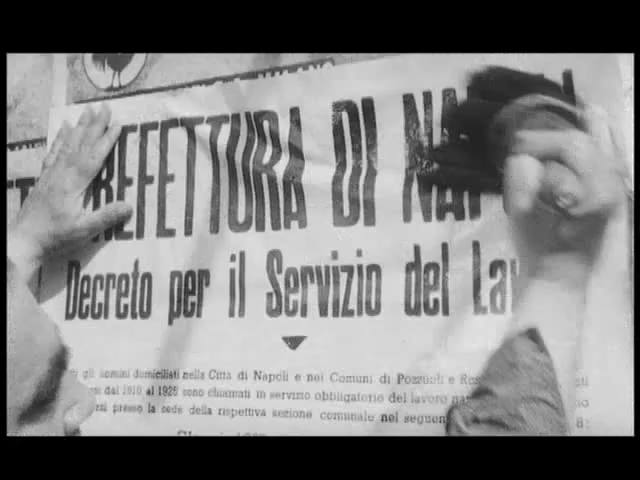 PREFETTURA DI NA
Decreto per il Servizio del La
gli uomini domiciliati nella Città di Napoli e nei Comuni di Pozzuoli e
dal 1910 al 1925 sono chiamati in servizio obbligatorio del lavoro
presso la sede della rispettiva sezione comunale nel seguen